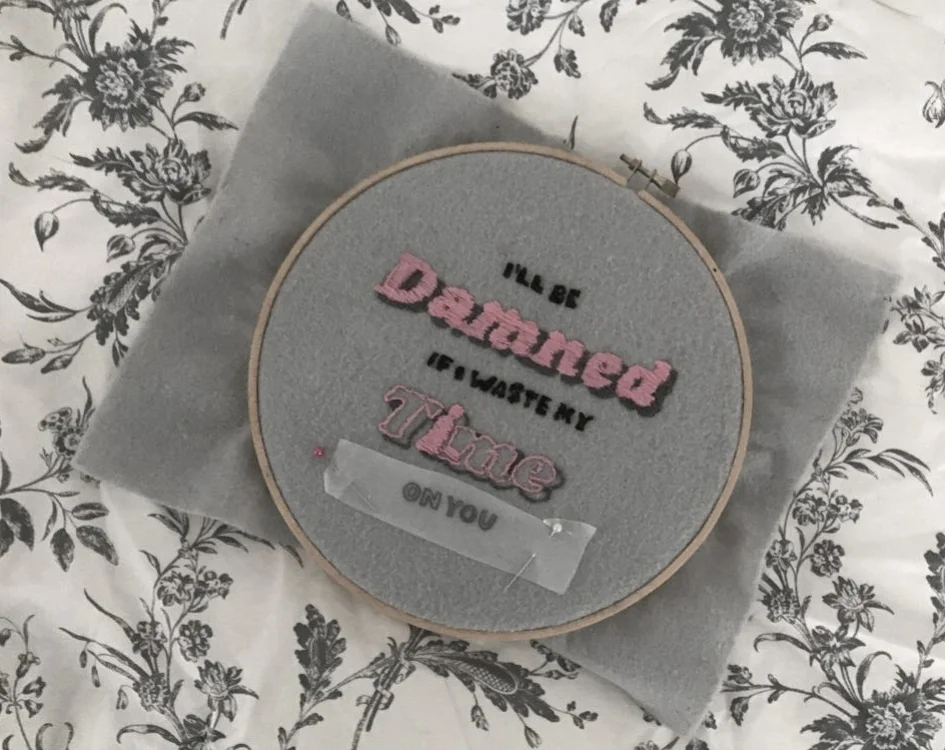 I'LL BE
Damned
IF I WASTE MY
Time
ON YOU